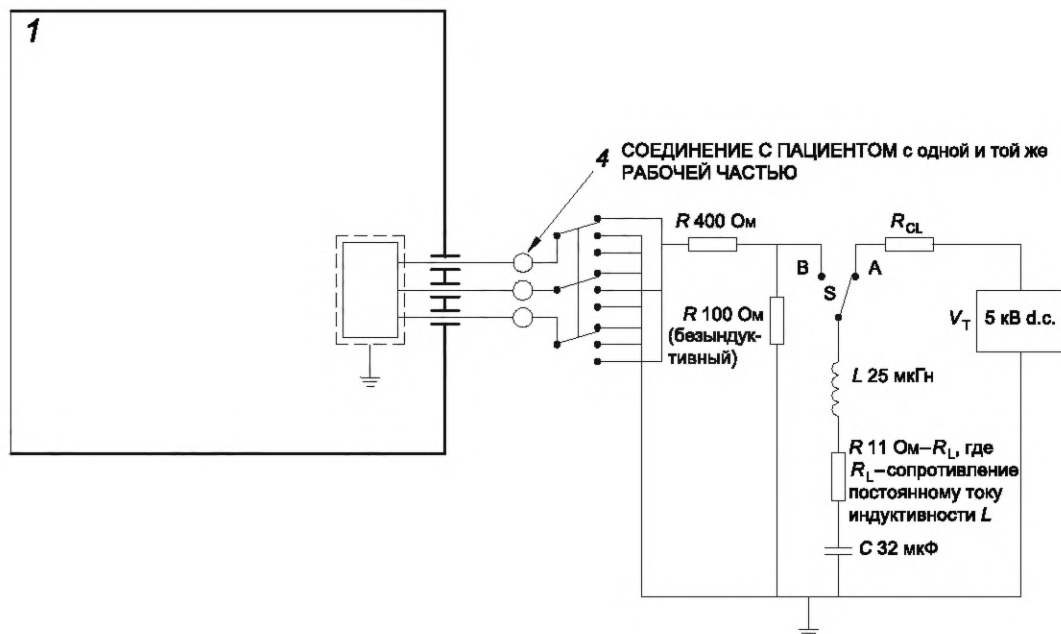 1
4 СОЕДИНЕНИЕ С ПАЦИЕНТОМ с одной и той же
РАБОЧЕЙ ЧАСТЬЮ
R 400 Ом
R_CL
B
S
A
R 100 Ом
(безындук-
тивный)
V_T
5 кВ d.c.
L 25 мкГн
R 11 Ом–R_L, где
R_L–сопротивление
постоянному току
индуктивности L
C 32 мкФ